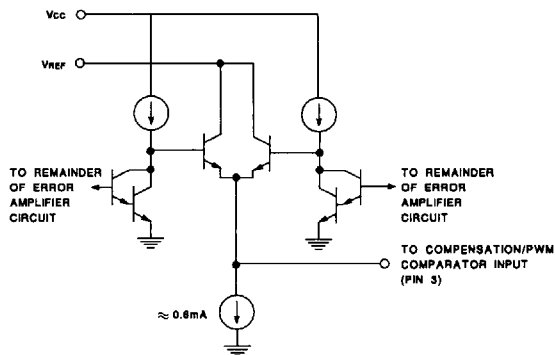 Vcc
VREF
TO REMAINDER
OF ERROR
AMPLIFIER
CIRCUIT
TO REMAINDER
OF ERROR
AMPLIFIER
CIRCUIT
TO COMPENSATION/PWM
COMPARATOR INPUT
(PIN 3)
≈ 0.6mA